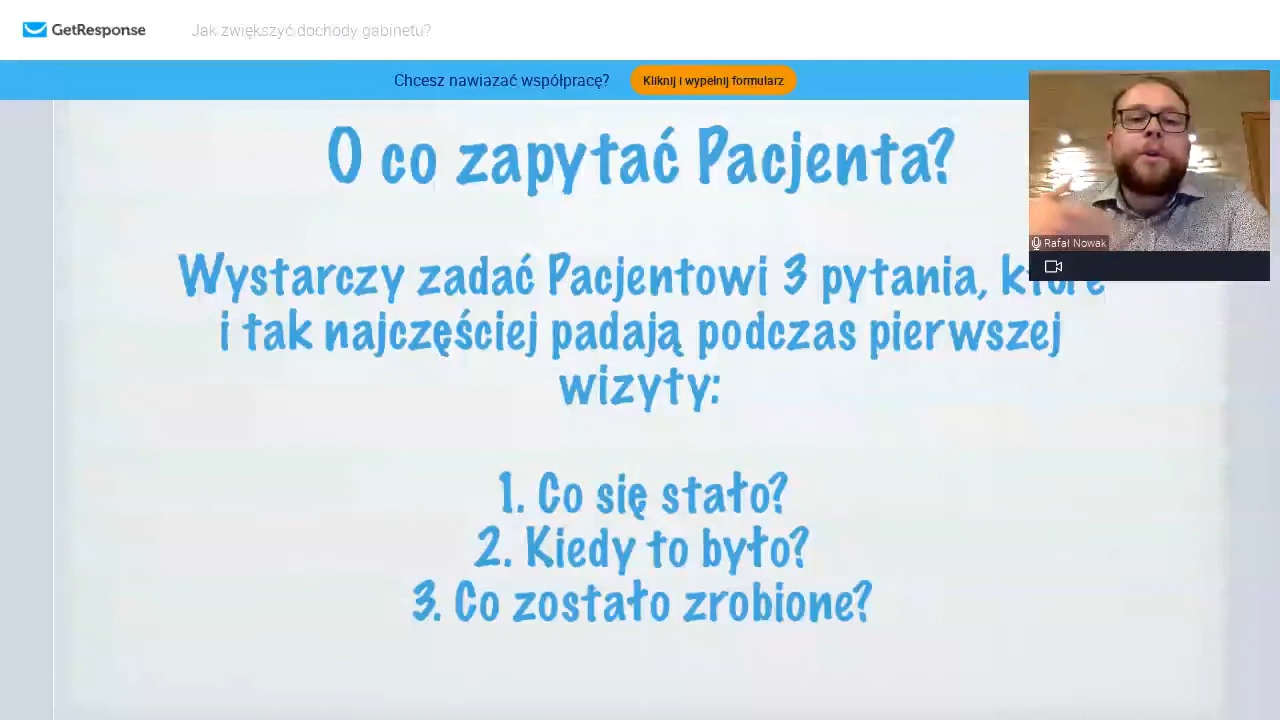 GetResponse
Jak zwiększyć dochody gabinetu?
Chcesz nawiazać współpracę?
Kliknij i wypełnij formularz
O co zapytać Pacjenta?
Rafał Nowak
Wystarczy zadać Pacjentowi 3 pytania, które
i tak najczęściej padają podczas pierwszej
wizyty:
1. Co się stało?
2. Kiedy to było?
3. Co zostało zrobione?